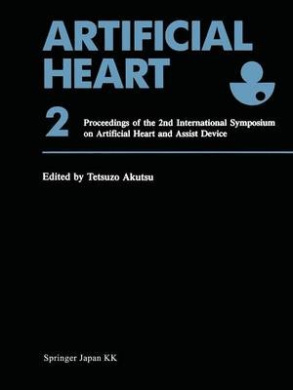 ARTIFICIAL
HEART
2
Proceedings of the 2nd International Symposium
on Artificial Heart and Assist Device
Edited by Tetsuzo Akutsu
Springer Japan KK